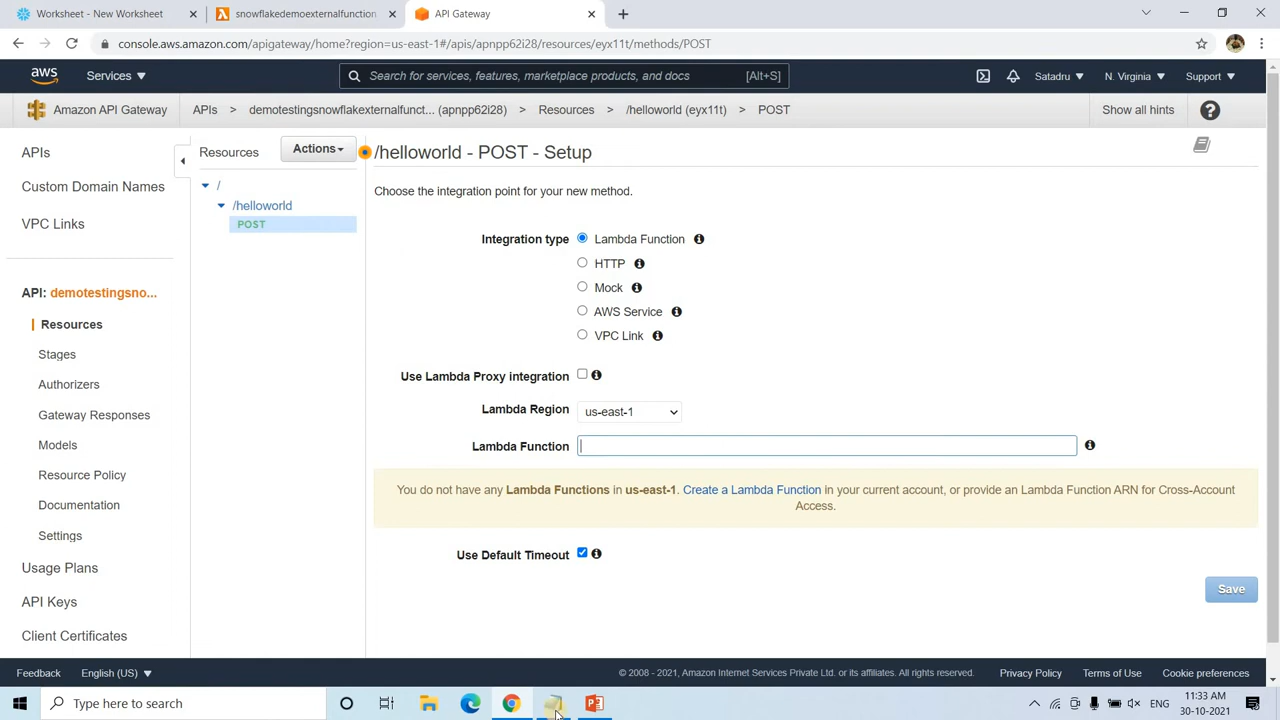 Worksheet - New Worksheet
snowflakedemoexternalfunction
API Gateway
console.aws.amazon.com/apigateway/home?region=us-east-1#/apis/apnpp62i28/resources/eyx11t/methods/POST
aws
Services
Search for services, features, marketplace products, and docs
[Alt+S]
Satadru
N. Virginia
Support
Amazon API Gateway
APIs > demotestingsnowflakexternalfunct... (apnpp62i28) > Resources > /helloworld (eyx11t) > POST
Show all hints
?
APIs
Custom Domain Names
VPC Links
API: demotestingsno...
Resources
Stages
Authorizers
Gateway Responses
Models
Resource Policy
Documentation
Settings
Usage Plans
API Keys
Client Certificates
Resources
Actions
/
/helloworld
POST
/helloworld - POST - Setup
Choose the integration point for your new method.
Integration type
Lambda Function
HTTP
Mock
AWS Service
VPC Link
Use Lambda Proxy integration
Lambda Region
us-east-1
Lambda Function
You do not have any Lambda Functions in us-east-1. Create a Lambda Function in your current account, or provide an Lambda Function ARN for Cross-Account
Access.
Use Default Timeout
Save
Feedback
English (US)
© 2008 - 2021, Amazon Internet Services Private Ltd. or its affiliates. All rights reserved.
Privacy Policy
Terms of Use
Cookie preferences
Type here to search
ENG
11:33 AM
30-10-2021